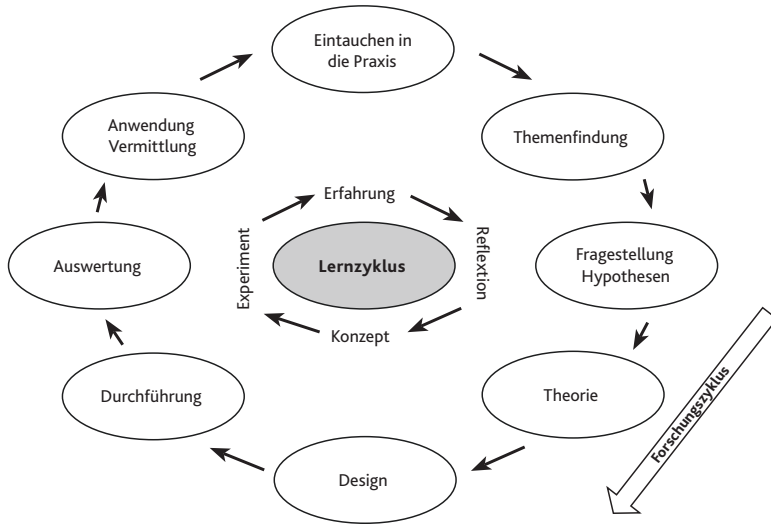 Eintauchen in
die Praxis
Themenfindung
Fragestellung
Hypothesen
Theorie
Design
Durchführung
Auswertung
Anwendung
Vermittlung
Erfahrung
Reflextion
Konzept
Experiment
Lernzyklus
Forschungszyklus